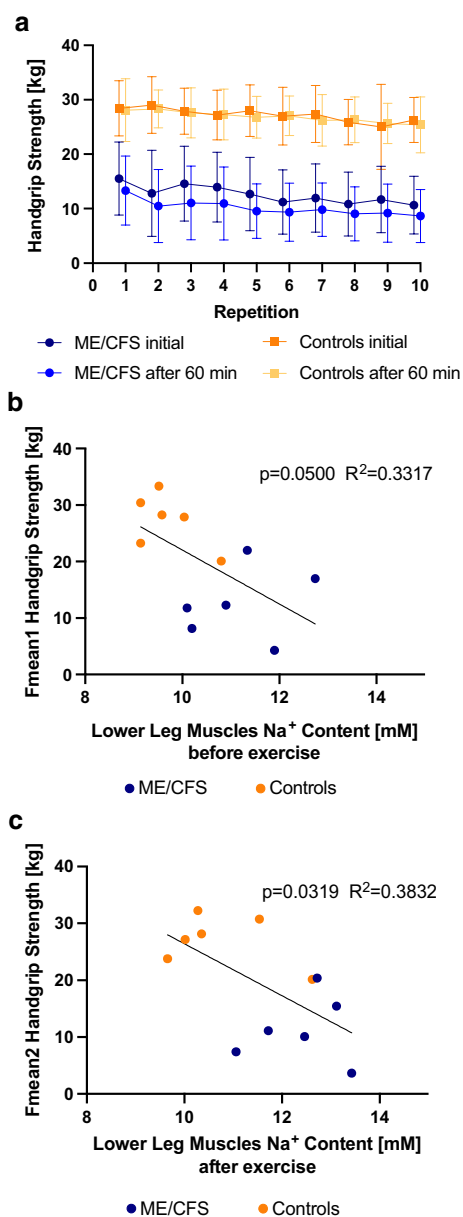 a
Handgrip Strength [kg]
40
30
20
10
0
0 1 2 3 4 5 6 7 8 9 10
Repetition
ME/CFS initial Controls initial
ME/CFS after 60 min Controls after 60 min
b
Fmean1 Handgrip Strength [kg]
p=0.0500 R²=0.3317
40
30
20
10
0
8 10 12 14
Lower Leg Muscles Na⁺ Content [mM]
before exercise
ME/CFS Controls
c
Fmean2 Handgrip Strength [kg]
p=0.0319 R²=0.3832
40
30
20
10
0
8 10 12 14
Lower Leg Muscles Na⁺ Content [mM]
after exercise
ME/CFS Controls